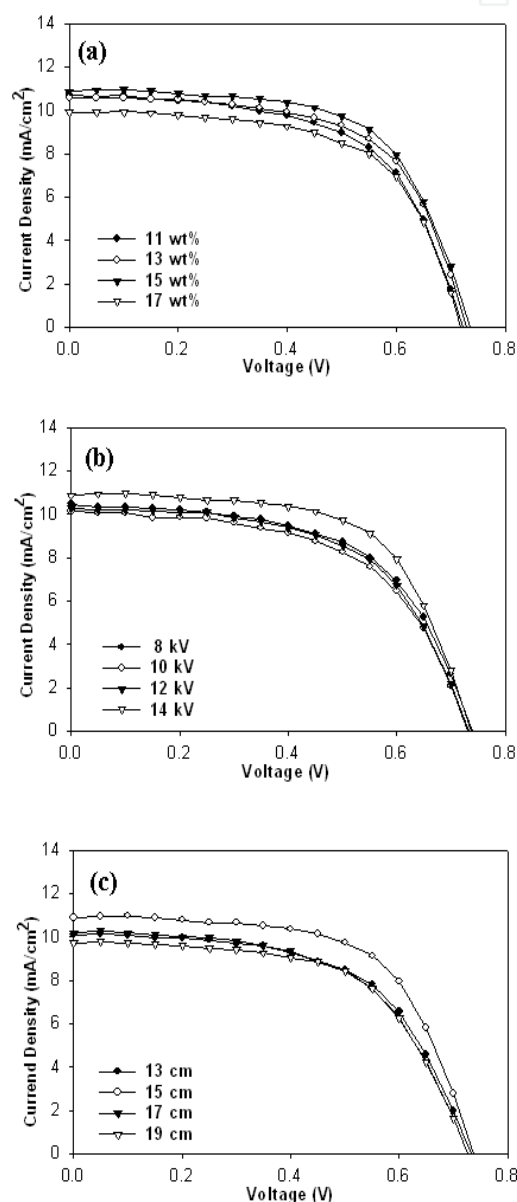 (a)
Current Density (mA/cm2)
14
12
10
8
6
4
2
0
11 wt%
13 wt%
15 wt%
17 wt%
0.0 0.2 0.4 0.6 0.8
Voltage (V)
(b)
Current Density (mA/cm2)
14
12
10
8
6
4
2
0
8 kV
10 kV
12 kV
14 kV
0.0 0.2 0.4 0.6 0.8
Voltage (V)
(c)
Currend Density (mA/cm2)
14
12
10
8
6
4
2
0
13 cm
15 cm
17 cm
19 cm
0.0 0.2 0.4 0.6 0.8
Voltage (V)